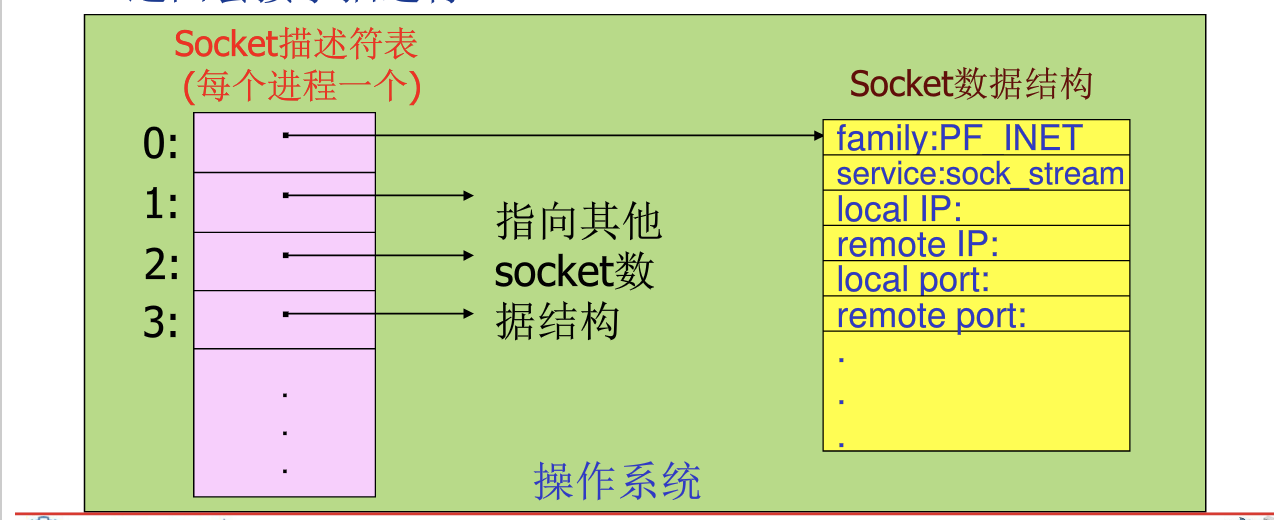 Socket描述符表
(每个进程一个)
Socket数据结构
0:
1:
2:
3:
指向其他
socket数
据结构
family:PF_INET
service:sock_stream
local IP:
remote IP:
local port:
remote port:
.
.
.
.
.
.
操作系统